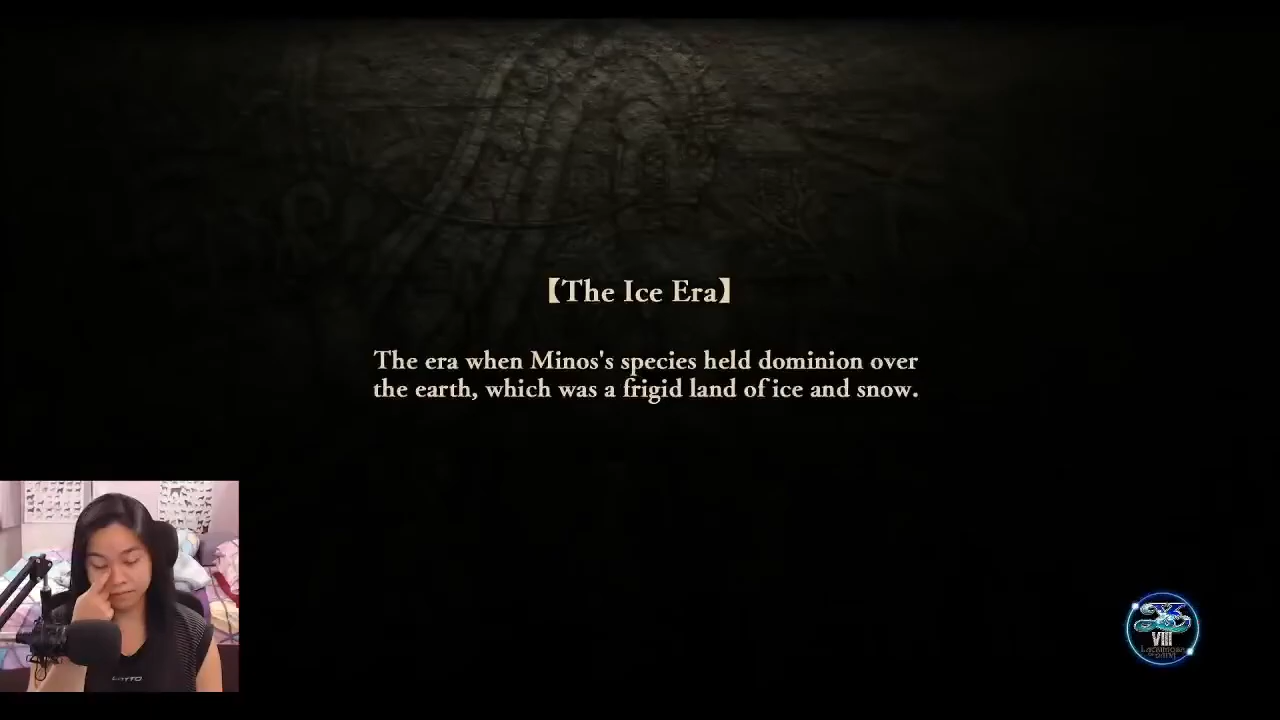 【The Ice Era】
The era when Minos's species held dominion over
the earth, which was a frigid land of ice and snow.
LOTTO
VIII